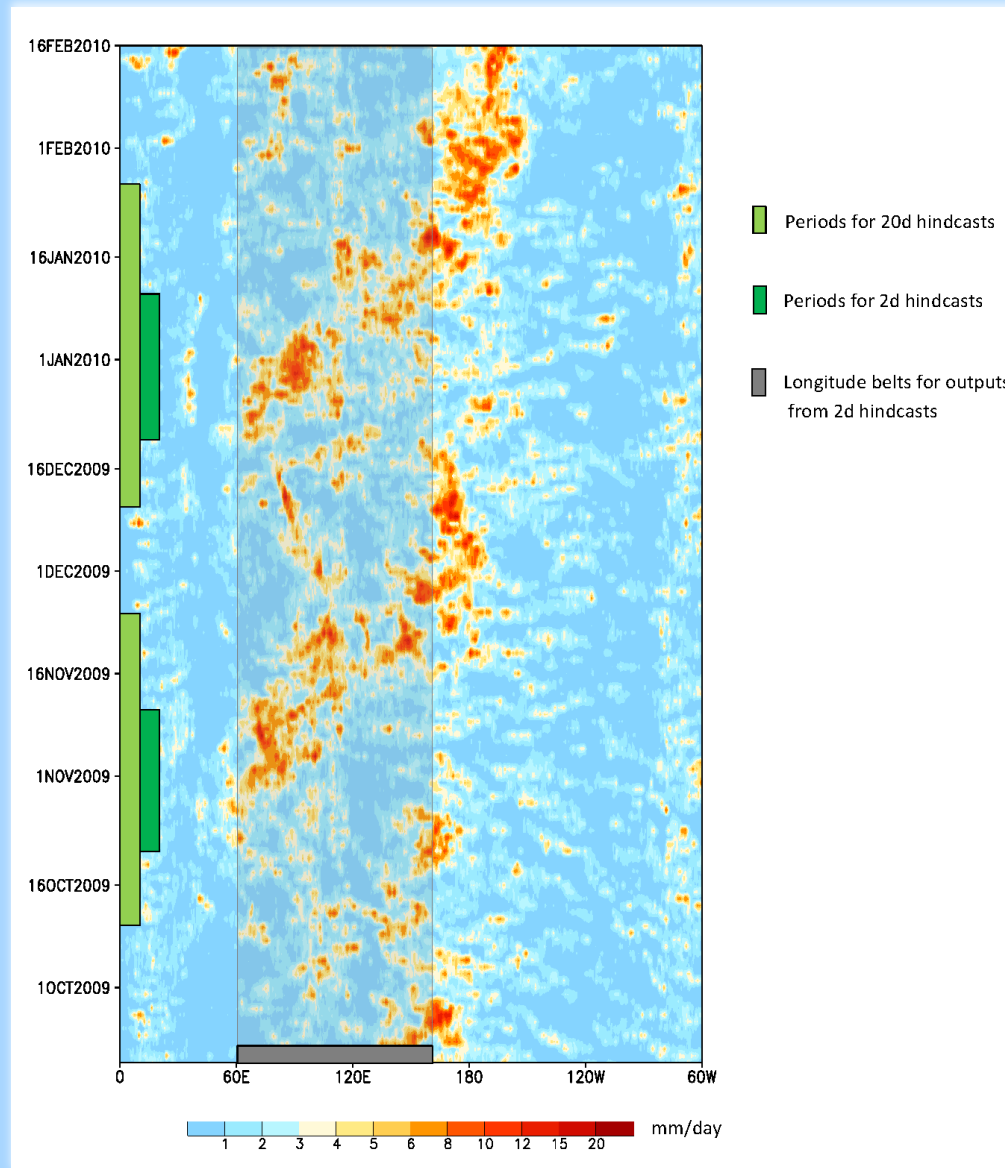 16FEB2010
1FEB2010
16JAN2010
1JAN2010
16DEC2009
1DEC2009
16NOV2009
1NOV2009
16OCT2009
1OCT2009
0 60E 120E 180 120W 60W
1 2 3 4 5 6 8 10 12 15 20 mm/day
Periods for 20d hindcasts
Periods for 2d hindcasts
Longitude belts for outputs
from 2d hindcasts